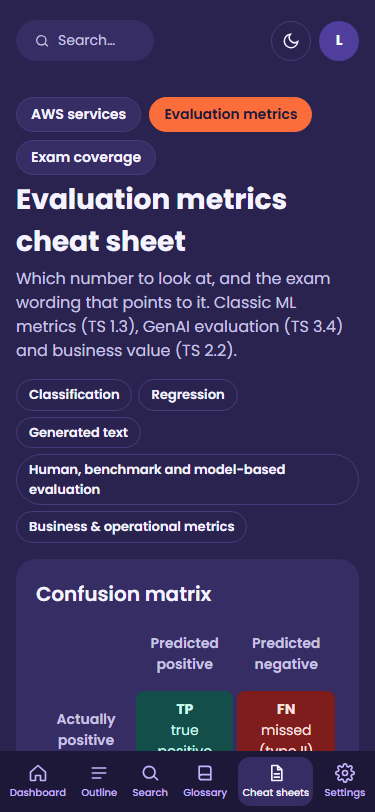 Search...
L
AWS services
Evaluation metrics
Exam coverage
Evaluation metrics
cheat sheet
Which number to look at, and the exam
wording that points to it. Classic ML
metrics (TS 1.3), GenAI evaluation (TS 3.4)
and business value (TS 2.2).
Classification
Regression
Generated text
Human, benchmark and model-based
evaluation
Business & operational metrics
Confusion matrix
Predicted
positive
Predicted
negative
Actually
positive
TP
true
positive
FN
missed
(type II)
Dashboard
Outline
Search
Glossary
Cheat sheets
Settings